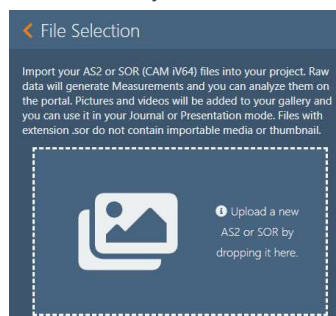 File Selection
Import your AS2 or SOR (CAM iV64) files into your project. Raw
data will generate Measurements and you can analyze them on
the portal. Pictures and videos will be added to your gallery and
you can use it in your Journal or Presentation mode. Files with
extension .sor do not contain importable media or thumbnail.
Upload a new
AS2 or SOR by
dropping it here.